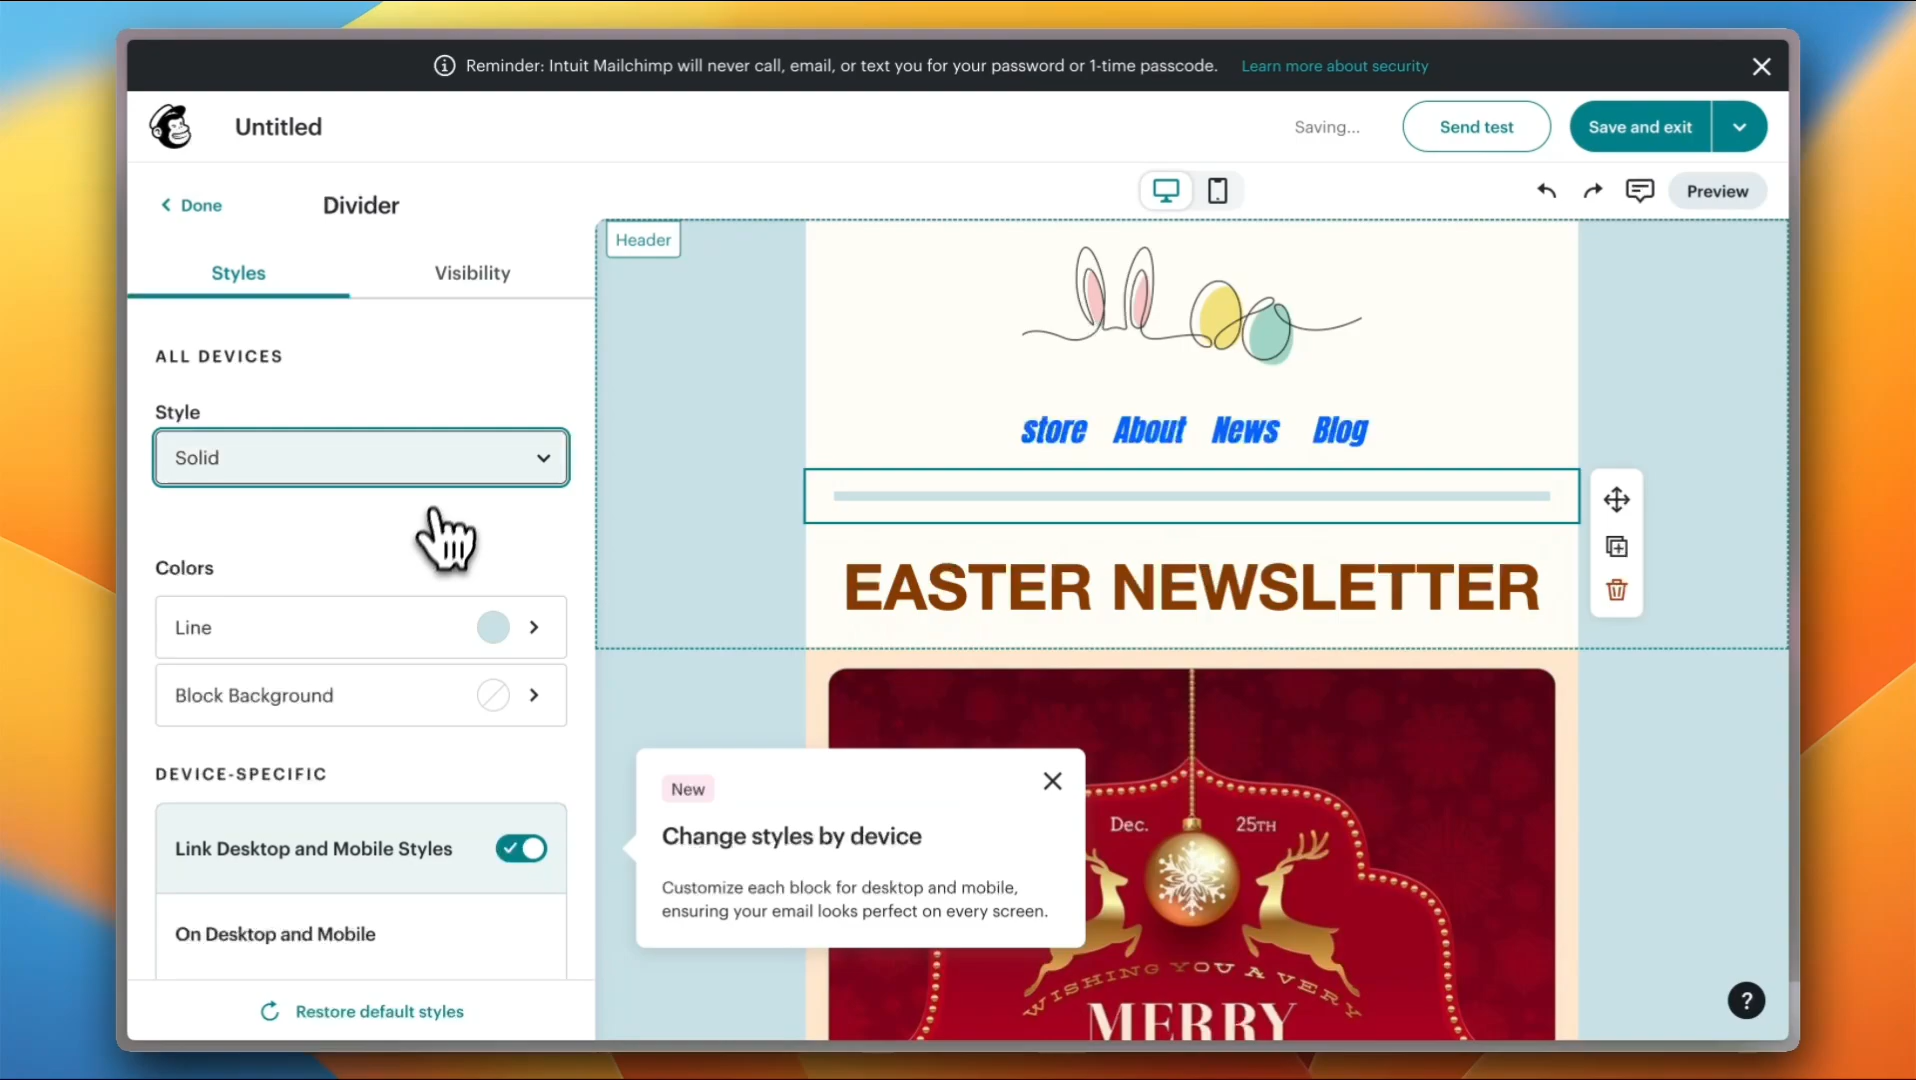 Reminder: Intuit Mailchimp will never call, email, or text you for your password or 1-time passcode. Learn more about security
Untitled
Saving...
Send test
Save and exit
Done
Divider
Preview
Styles
Visibility
Header
ALL DEVICES
Style
Solid
store About News Blog
EASTER NEWSLETTER
Colors
Line
Block Background
DEVICE-SPECIFIC
Link Desktop and Mobile Styles
On Desktop and Mobile
Restore default styles
New
Change styles by device
Customize each block for desktop and mobile,
ensuring your email looks perfect on every screen.
Dec. 25TH
WISHING YOU A VERY
MERRY
?